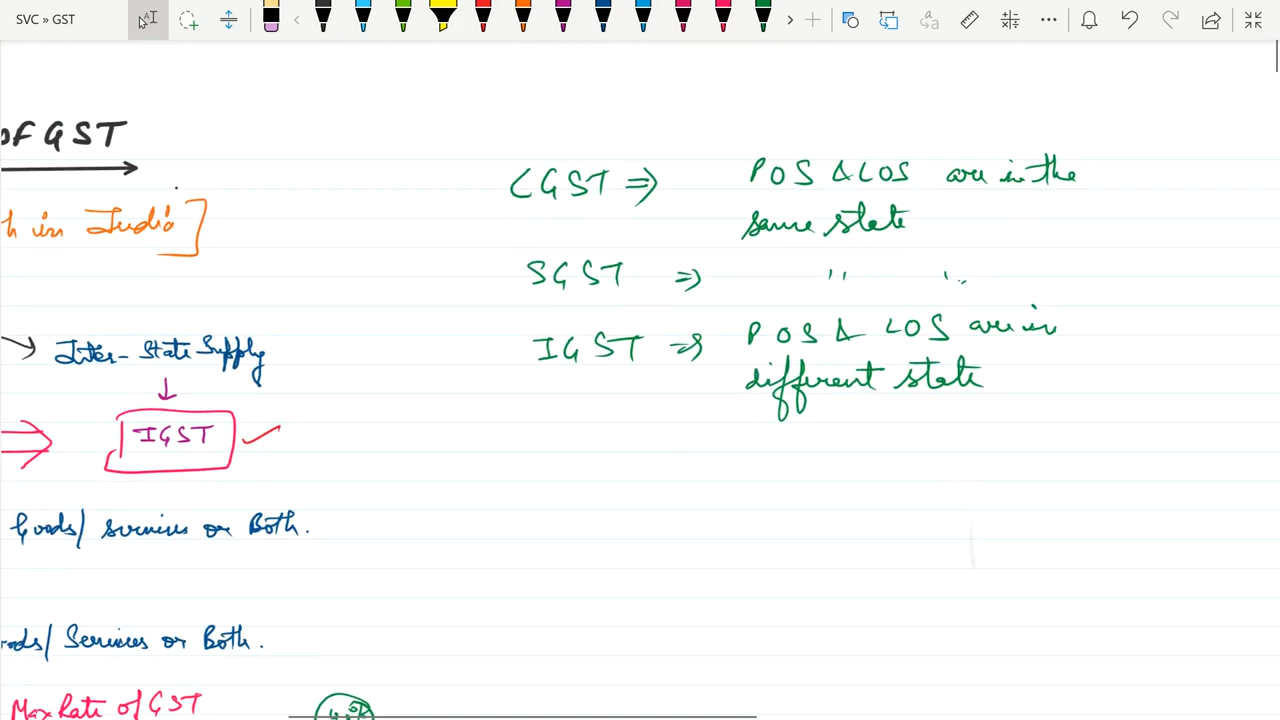 SVC » GST
of GST
CGST ⇒ POS & LOS are in the
same state
h in India]
SGST ⇒ " "
IGST ⇒ POS & LOS are in
different state
Inter-State Supply
IGST
Goods/ Services or Both.
oods/ Services or Both.
Max Rate of GST